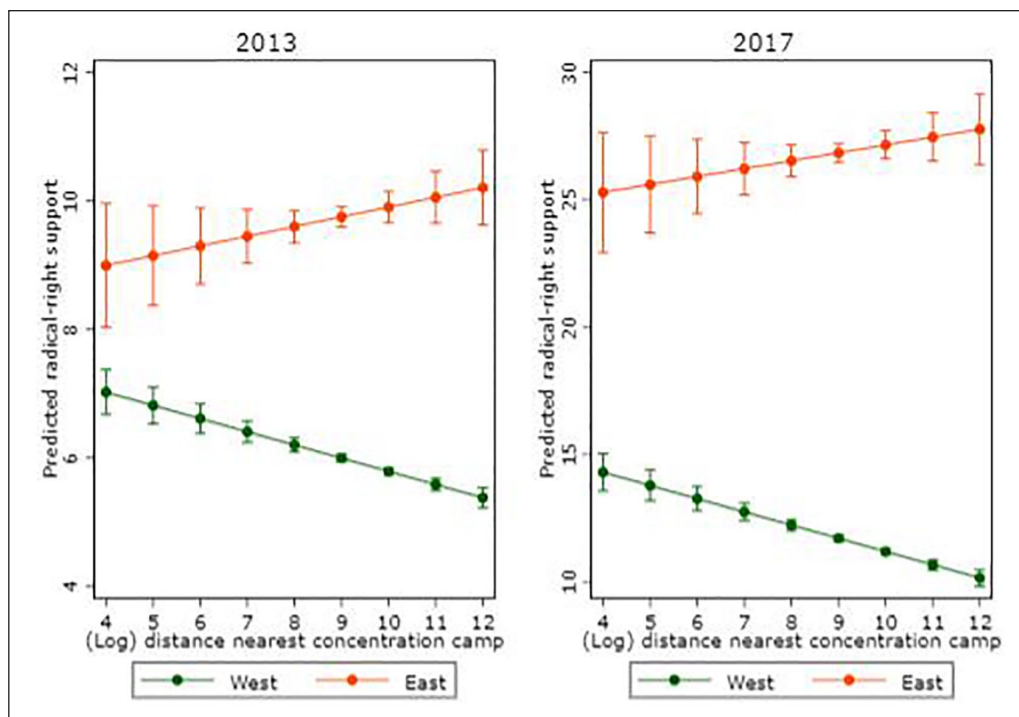 2013
Predicted radical-right support
12
10
8
6
4
4 5 6 7 8 9 10 11 12
(Log) distance nearest concentration camp
West East
2017
Predicted radical-right support
30
25
20
15
10
4 5 6 7 8 9 10 11 12
(Log) distance nearest concentration camp
West East